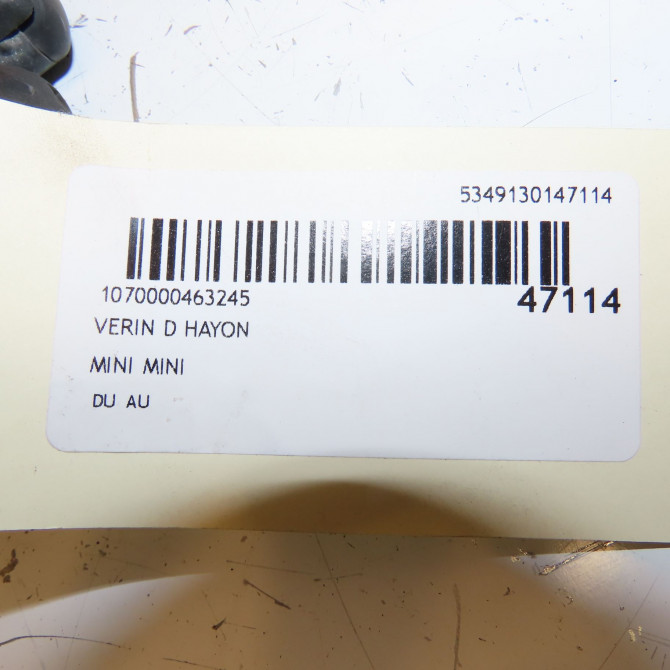 5349130147114
1070000463245 47114
VERIN D HAYON
MINI MINI
DU AU